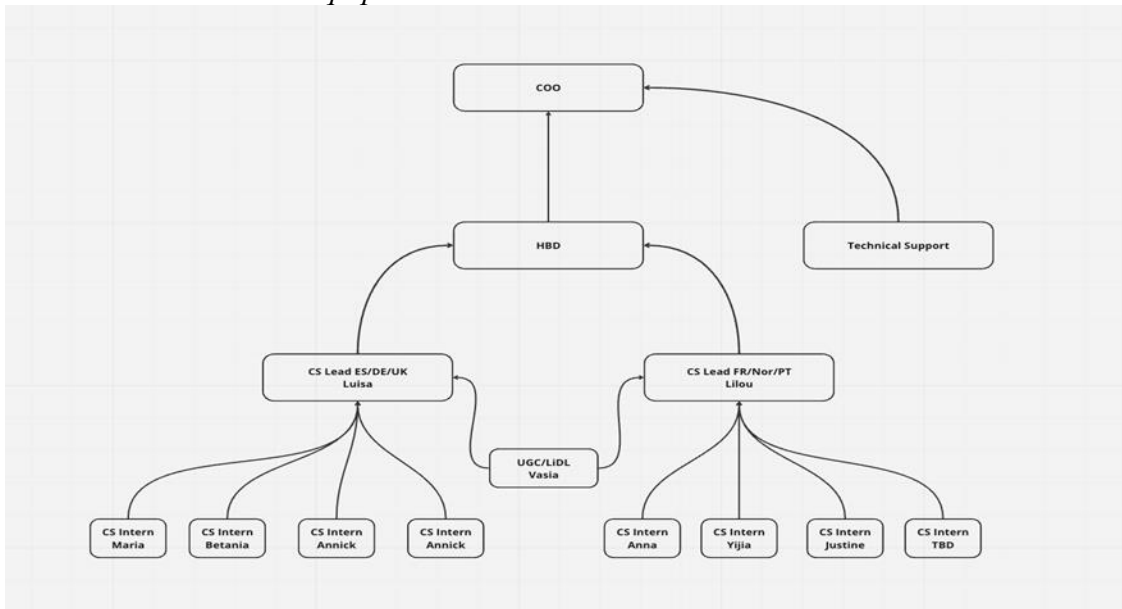 COO
HBD
Technical Support
CS Lead ES/DE/UK
Luisa
CS Lead FR/Nor/PT
Lilou
UGC/LiDL
Vasia
CS Intern
Maria
CS Intern
Betania
CS Intern
Annick
CS Intern
Annick
CS Intern
Anna
CS Intern
Yijia
CS Intern
Justine
CS Intern
TBD